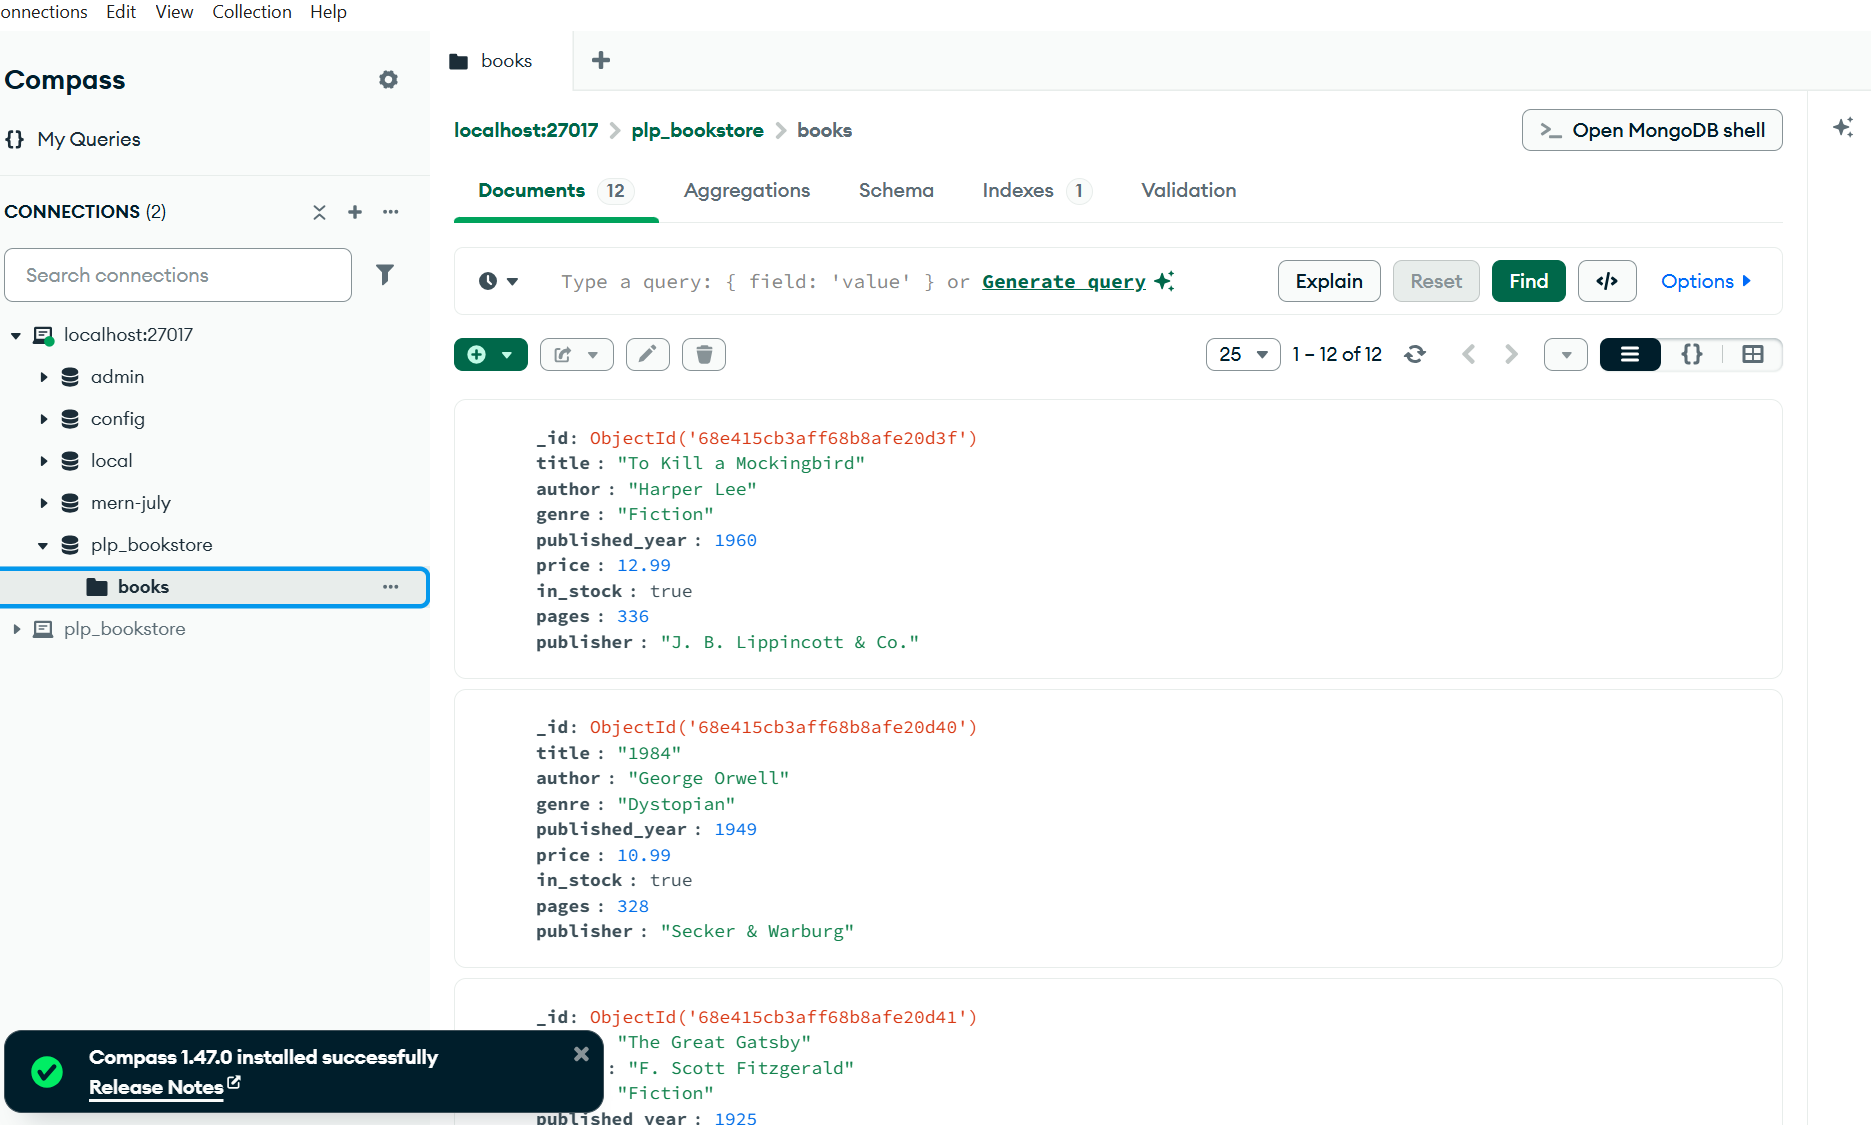 onnections Edit View Collection Help
Compass
{} My Queries
CONNECTIONS (2)
Search connections
localhost:27017
admin
config
local
mern-july
plp_bookstore
books
plp_bookstore
books
localhost:27017 > plp_bookstore > books
>_ Open MongoDB shell
Documents 12 Aggregations Schema Indexes 1 Validation
Type a query: { field: 'value' } or Generate query
Explain Reset Find </> Options
25 1 – 12 of 12 {}
_id: ObjectId('68e415cb3aff68b8afe20d3f')
title : "To Kill a Mockingbird"
author : "Harper Lee"
genre : "Fiction"
published_year : 1960
price : 12.99
in_stock : true
pages : 336
publisher : "J. B. Lippincott & Co."
_id: ObjectId('68e415cb3aff68b8afe20d40')
title : "1984"
author : "George Orwell"
genre : "Dystopian"
published_year : 1949
price : 10.99
in_stock : true
pages : 328
publisher : "Secker & Warburg"
_id: ObjectId('68e415cb3aff68b8afe20d41')
"The Great Gatsby"
: "F. Scott Fitzgerald"
"Fiction"
published_year : 1925
Compass 1.47.0 installed successfully
Release Notes